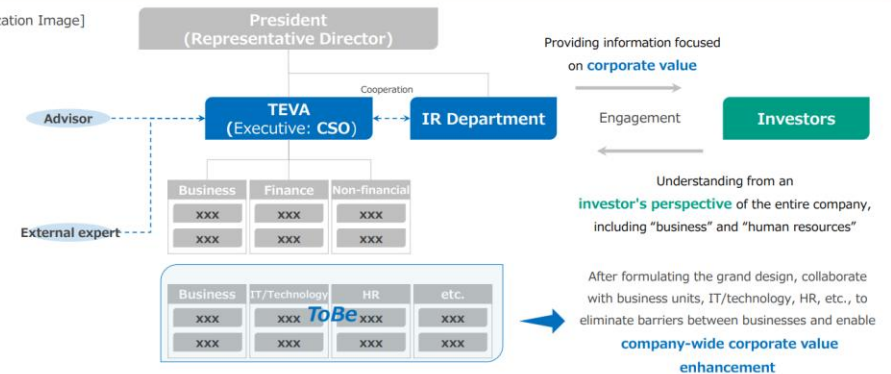 zation Image]
President
(Representative Director)
Providing information focused
on corporate value
Cooperation
Advisor
TEVA
(Executive: CSO)
IR Department
Engagement
Investors
Business Finance Non-financial
xxx xxx xxx
xxx xxx xxx
External expert
Understanding from an
investor's perspective of the entire company,
including “business” and “human resources”
Business IT/Technology HR etc.
ToBe
xxx xxx xxx xxx
xxx xxx xxx xxx
After formulating the grand design, collaborate
with business units, IT/technology, HR, etc., to
eliminate barriers between businesses and enable
company-wide corporate value
enhancement